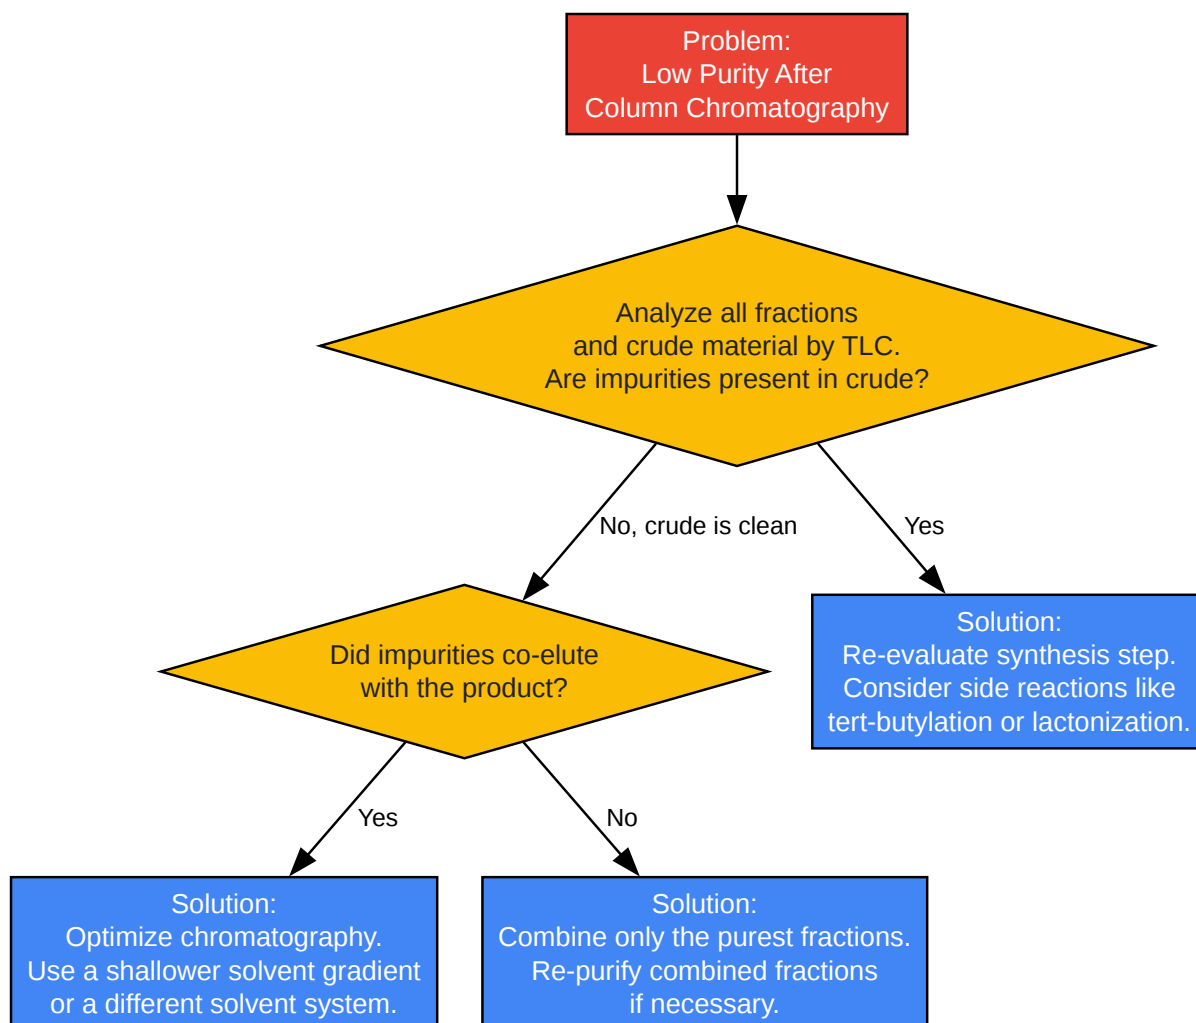 Problem:
Low Purity After
Column Chromatography
Analyze all fractions
and crude material by TLC.
Are impurities present in crude?
No, crude is clean
Yes
Did impurities co-elute
with the product?
Solution:
Re-evaluate synthesis step.
Consider side reactions like
tert-butylation or lactonization.
Yes
No
Solution:
Optimize chromatography.
Use a shallower solvent gradient
or a different solvent system.
Solution:
Combine only the purest fractions.
Re-purify combined fractions
if necessary.